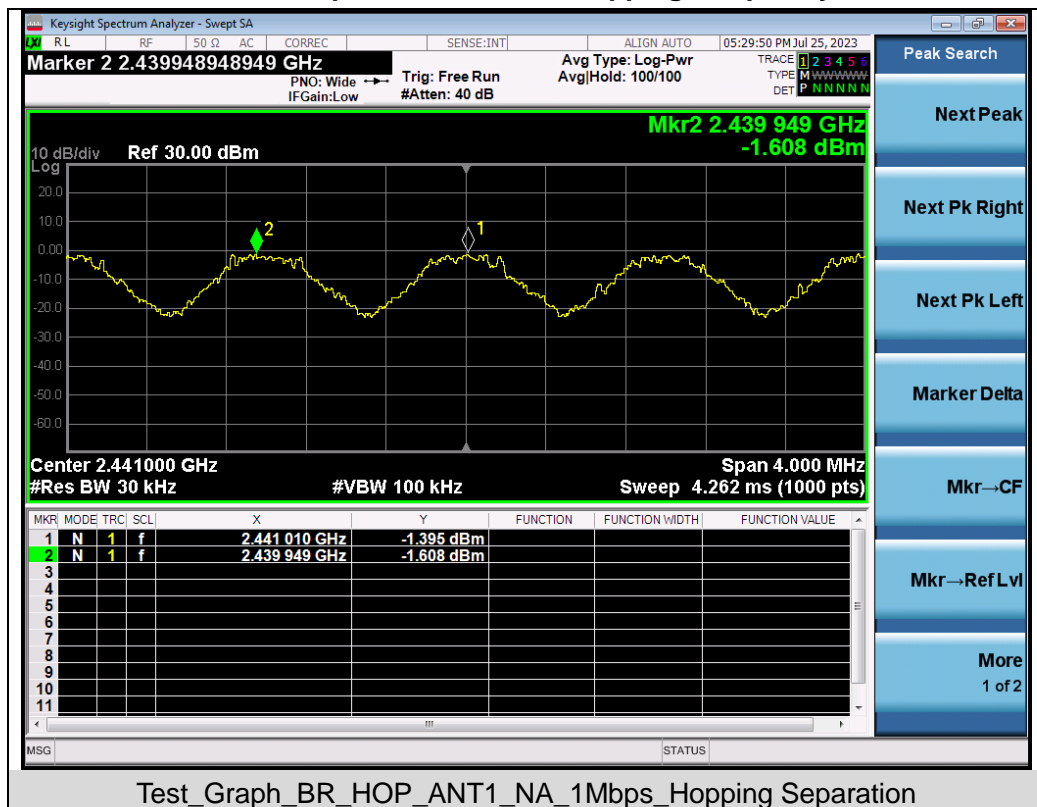 Keysight Spectrum Analyzer - Swept SA
LXI RL RF 50 Ω AC CORREC SENSE:INT ALIGN AUTO 05:29:50 PM Jul 25, 2023
Marker 2 2.439948948949 GHz
PNO: Wide
IFGain:Low
Trig: Free Run
#Atten: 40 dB
Avg Type: Log-Pwr
Avg|Hold: 100/100
TRACE 1 2 3 4 5 6
TYPE M WWWWW
DET P N N N N N
Mkr2 2.439 949 GHz
-1.608 dBm
10 dB/div Ref 30.00 dBm
Log
20.0
10.0
0.00
-10.0
-20.0
-30.0
-40.0
-50.0
-60.0
2
1
Center 2.441000 GHz Span 4.000 MHz
#Res BW 30 kHz #VBW 100 kHz Sweep 4.262 ms (1000 pts)
MKR MODE TRC SCL X Y FUNCTION FUNCTION WIDTH FUNCTION VALUE
1 N 1 f 2.441 010 GHz -1.395 dBm
2 N 1 f 2.439 949 GHz -1.608 dBm
3
4
5
6
7
8
9
10
11
MSG STATUS
Peak Search
Next Peak
Next Pk Right
Next Pk Left
Marker Delta
Mkr→CF
Mkr→Ref Lvl
More
1 of 2
Test_Graph_BR_HOP_ANT1_NA_1Mbps_Hopping Separation